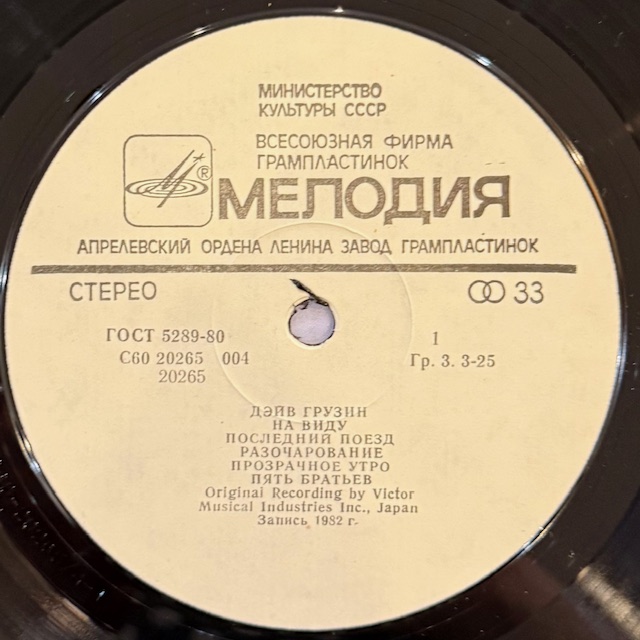 МИНИСТЕРСТВО
КУЛЬТУРЫ СССР
ВСЕСОЮЗНАЯ ФИРМА
ГРАМПЛАСТИНОК
®
МЕЛОДИЯ
АПРЕЛЕВСКИЙ ОРДЕНА ЛЕНИНА ЗАВОД ГРАМПЛАСТИНОК
СТЕРЕО
33
ГОСТ 5289-80
1
С60 20265 004
Гр. 3. 3-25
20265
ДЭЙВ ГРУЗИН
НА ВИДУ
ПОСЛЕДНИЙ ПОЕЗД
РАЗОЧАРОВАНИЕ
ПРОЗРАЧНОЕ УТРО
ПЯТЬ БРАТЬЕВ
Original Recording by Victor
Musical Industries Inc., Japan
Запись 1982 г.